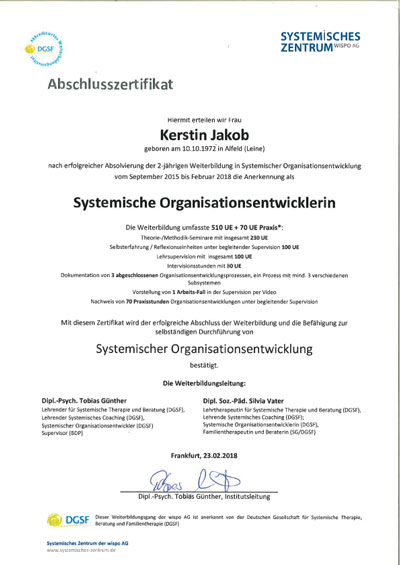 DGSF
SYSTEMISCHES
ZENTRUM WISPO AG
Abschlusszertifikat
Hiermit erteilen wir Frau
Kerstin Jakob
geboren am 10.10.1972 in Alfeld (Leine)
nach erfolgreicher Absolvierung der 2-jährigen Weiterbildung in Systemischer Organisationsentwicklung
vom September 2015 bis Februar 2018 die Anerkennung als
Systemische Organisationsentwicklerin
Die Weiterbildung umfasste 510 UE + 70 UE Praxis*:
Theorie-/Methodik-Seminare mit insgesamt 230 UE
Selbsterfahrung / Reflexionseinheiten unter begleitender Supervision 100 UE
Lehrsupervision mit insgesamt 100 UE
Intervisionsstunden mit 80 UE
Dokumentation von 3 abgeschlossenen Organisationsentwicklungsprozessen, ein Prozess mit mind. 3 verschiedenen
Subsystemen
Vorstellung von 1 Arbeits-Fall in der Supervision per Video
Nachweis von 70 Praxisstunden Organisationsentwicklungen unter begleitender Supervision
Mit diesem Zertifikat wird der erfolgreiche Abschluss der Weiterbildung und die Befähigung zur
selbständigen Durchführung von
Systemischer Organisationsentwicklung
bestätigt.
Die Weiterbildungsleitung:
Dipl.-Psych. Tobias Günther
Lehrender für Systemische Therapie und Beratung (DGSF),
Lehrender Systemisches Coaching (DGSF);
Systemischer Organisationsentwickler (DGSF)
Supervisor (BDP)
Dipl. Soz.-Päd. Silvia Vater
Lehrtherapeutin für Systemische Therapie und Beratung (DGSF),
Lehrende Systemisches Coaching (DGSF);
Systemische Organisationsentwicklerin (DGSF),
Familientherapeutin und Beraterin (SG/DGSF)
Frankfurt, 23.02.2018
Dipl.-Psych. Tobias Günther, Institutsleitung
DGSF
Dieser Weiterbildungsgang der wispo AG ist anerkannt von der Deutschen Gesellschaft für Systemische Therapie,
Beratung und Familientherapie (DGSF)
Systemisches Zentrum der wispo AG
www.systemisches-zentrum.de